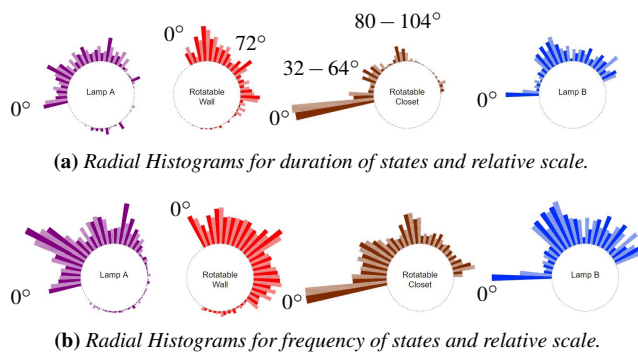 0°
72°
80 – 104°
32 – 64°
0°
0°
0°
Lamp A
Rotatable
Wall
Rotatable
Closet
Lamp B
(a) Radial Histograms for duration of states and relative scale.
0°
0°
0°
0°
Lamp A
Rotatable
Wall
Rotatable
Closet
Lamp B
(b) Radial Histograms for frequency of states and relative scale.